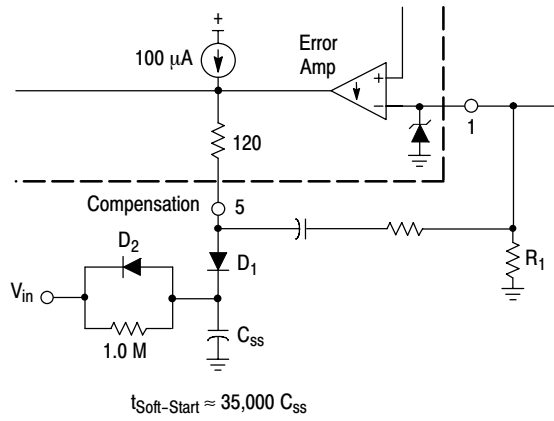 +
100 µA
Error
Amp
+
−
1
120
Compensation
5
D2
D1
R1
Vin
Css
1.0 M
tSoft−Start ≈ 35,000 Css